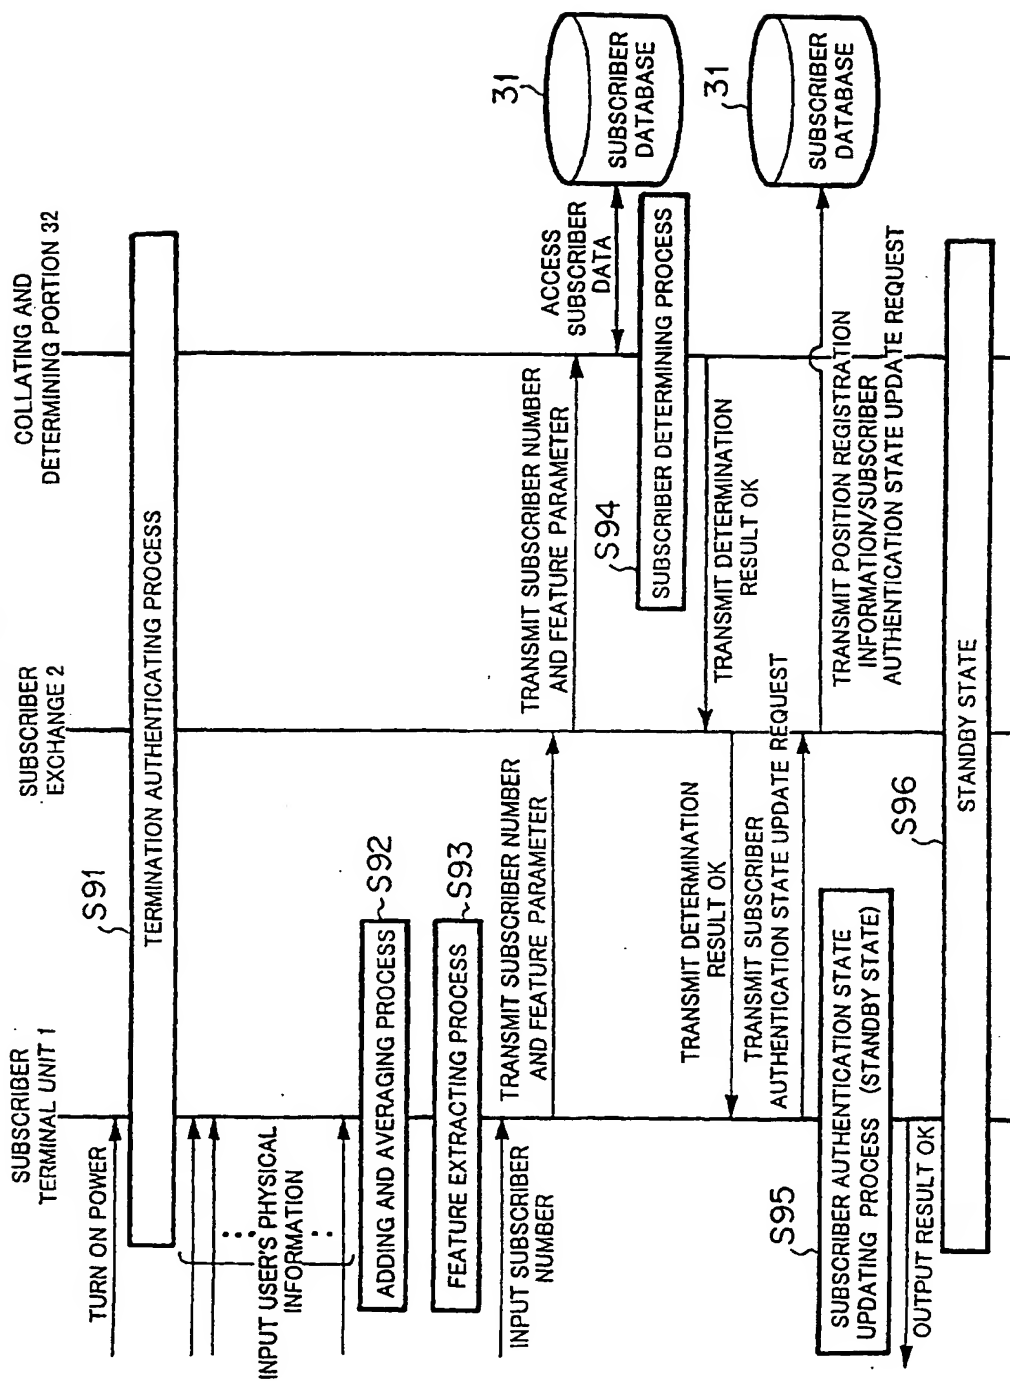 SUBSCRIBER
TERMINAL UNIT 1
SUBSCRIBER
EXCHANGE 2
COLLATING AND
DETERMINING PORTION 32
TURN ON POWER
S91
TERMINATION AUTHENTICATING PROCESS
INPUT USER'S PHYSICAL
INFORMATION
ADDING AND AVERAGING PROCESS
S92
FEATURE EXTRACTING PROCESS
S93
INPUT SUBSCRIBER
NUMBER
TRANSMIT SUBSCRIBER NUMBER
AND FEATURE PARAMETER
TRANSMIT SUBSCRIBER NUMBER
AND FEATURE PARAMETER
ACCESS
SUBSCRIBER
DATA
31
SUBSCRIBER
DATABASE
S94
SUBSCRIBER DETERMINING PROCESS
TRANSMIT DETERMINATION
RESULT OK
TRANSMIT DETERMINATION
RESULT OK
TRANSMIT SUBSCRIBER
AUTHENTICATION STATE UPDATE REQUEST
TRANSMIT POSITION REGISTRATION
INFORMATION/SUBSCRIBER
AUTHENTICATION STATE UPDATE REQUEST
31
SUBSCRIBER
DATABASE
S95
SUBSCRIBER AUTHENTICATION STATE
UPDATING PROCESS (STANDBY STATE)
OUTPUT RESULT OK
S96
STANDBY STATE